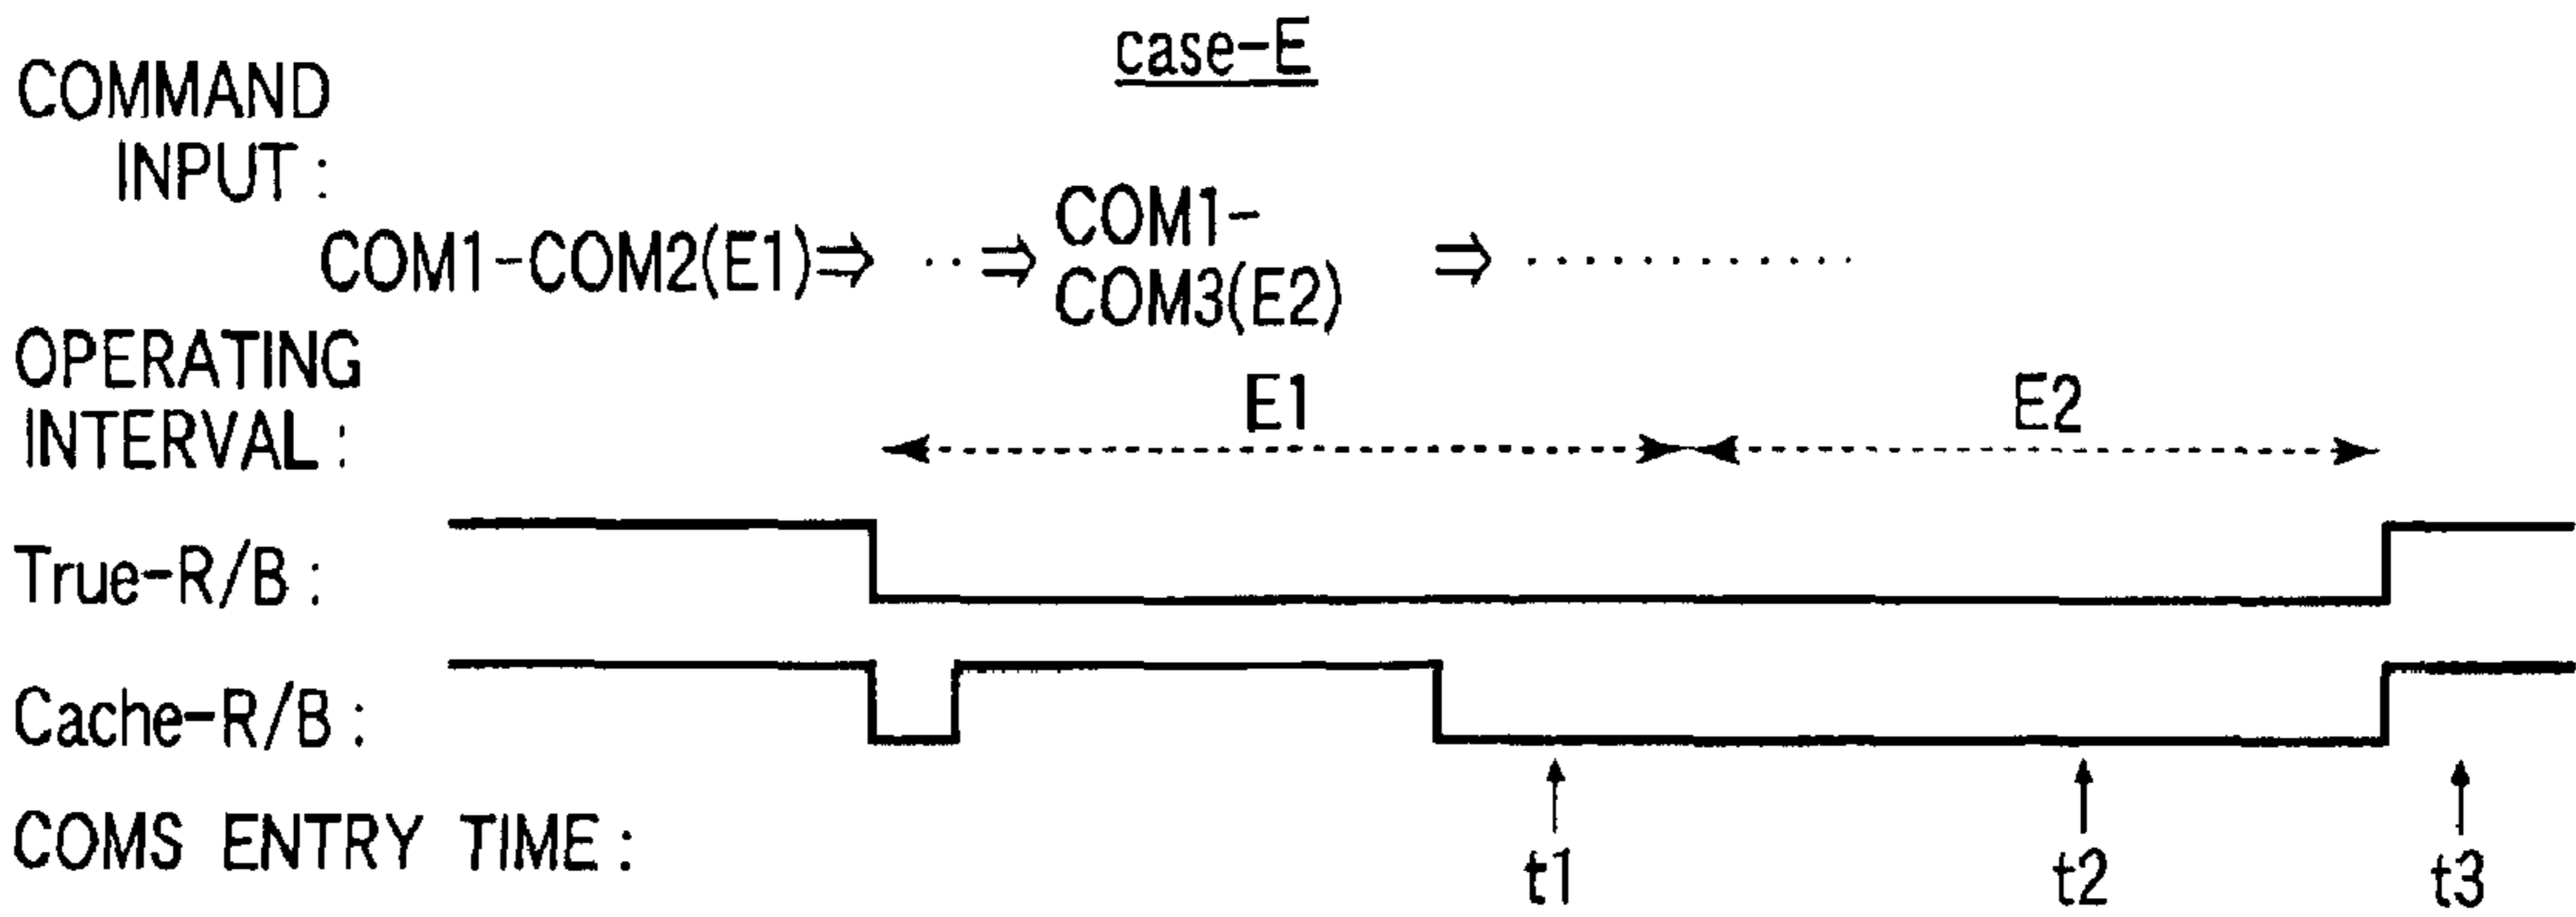 case-E
COMMAND
INPUT :
COM1-COM2(E1)⇒ ·· ⇒ COM1-
COM3(E2) ⇒ ············
OPERATING
INTERVAL :
E1 E2
True-R/B :
Cache-R/B :
COMS ENTRY TIME :
t1 t2 t3